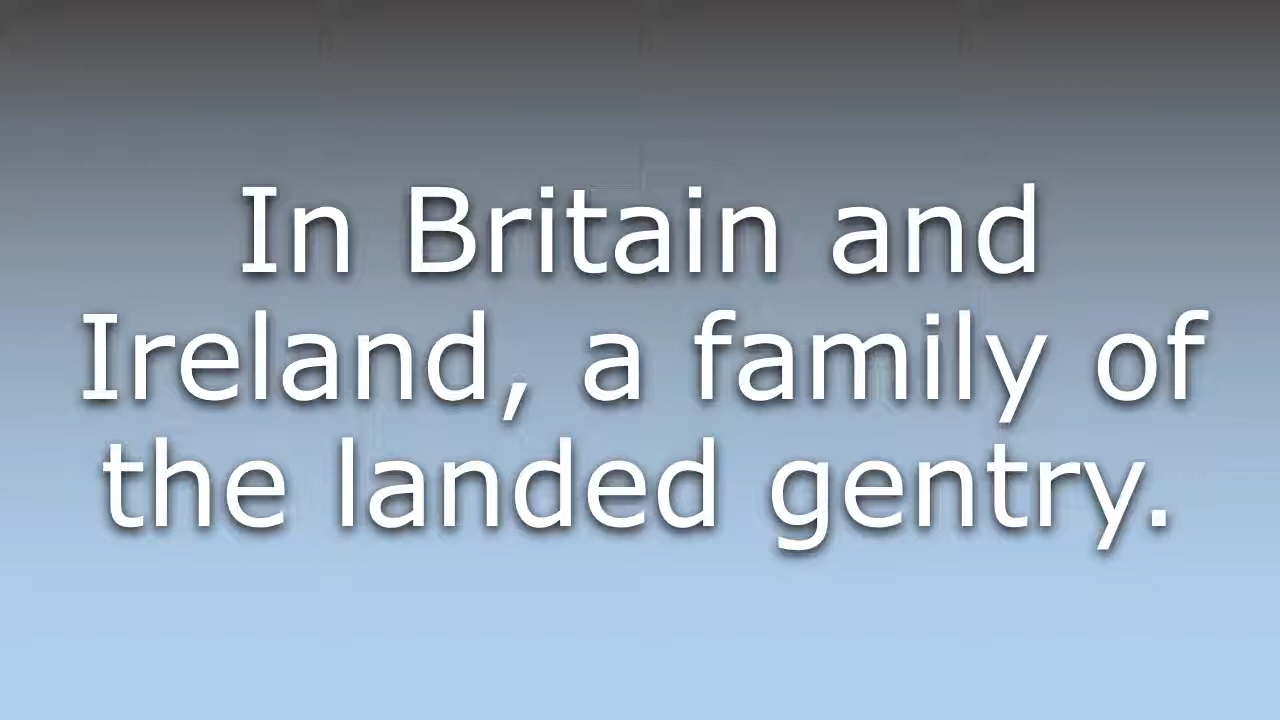 In Britain and
Ireland, a family of
the landed gentry.